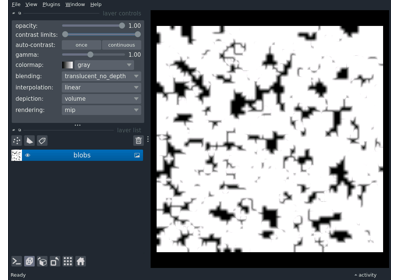 File View Plugins Window Help
layer controls
opacity: 1.00
contrast limits:
auto-contrast: once continuous
gamma: 1.00
colormap: gray
blending: translucent_no_depth
interpolation: linear
depiction: volume
rendering: mip
layer list
blobs
Ready activity